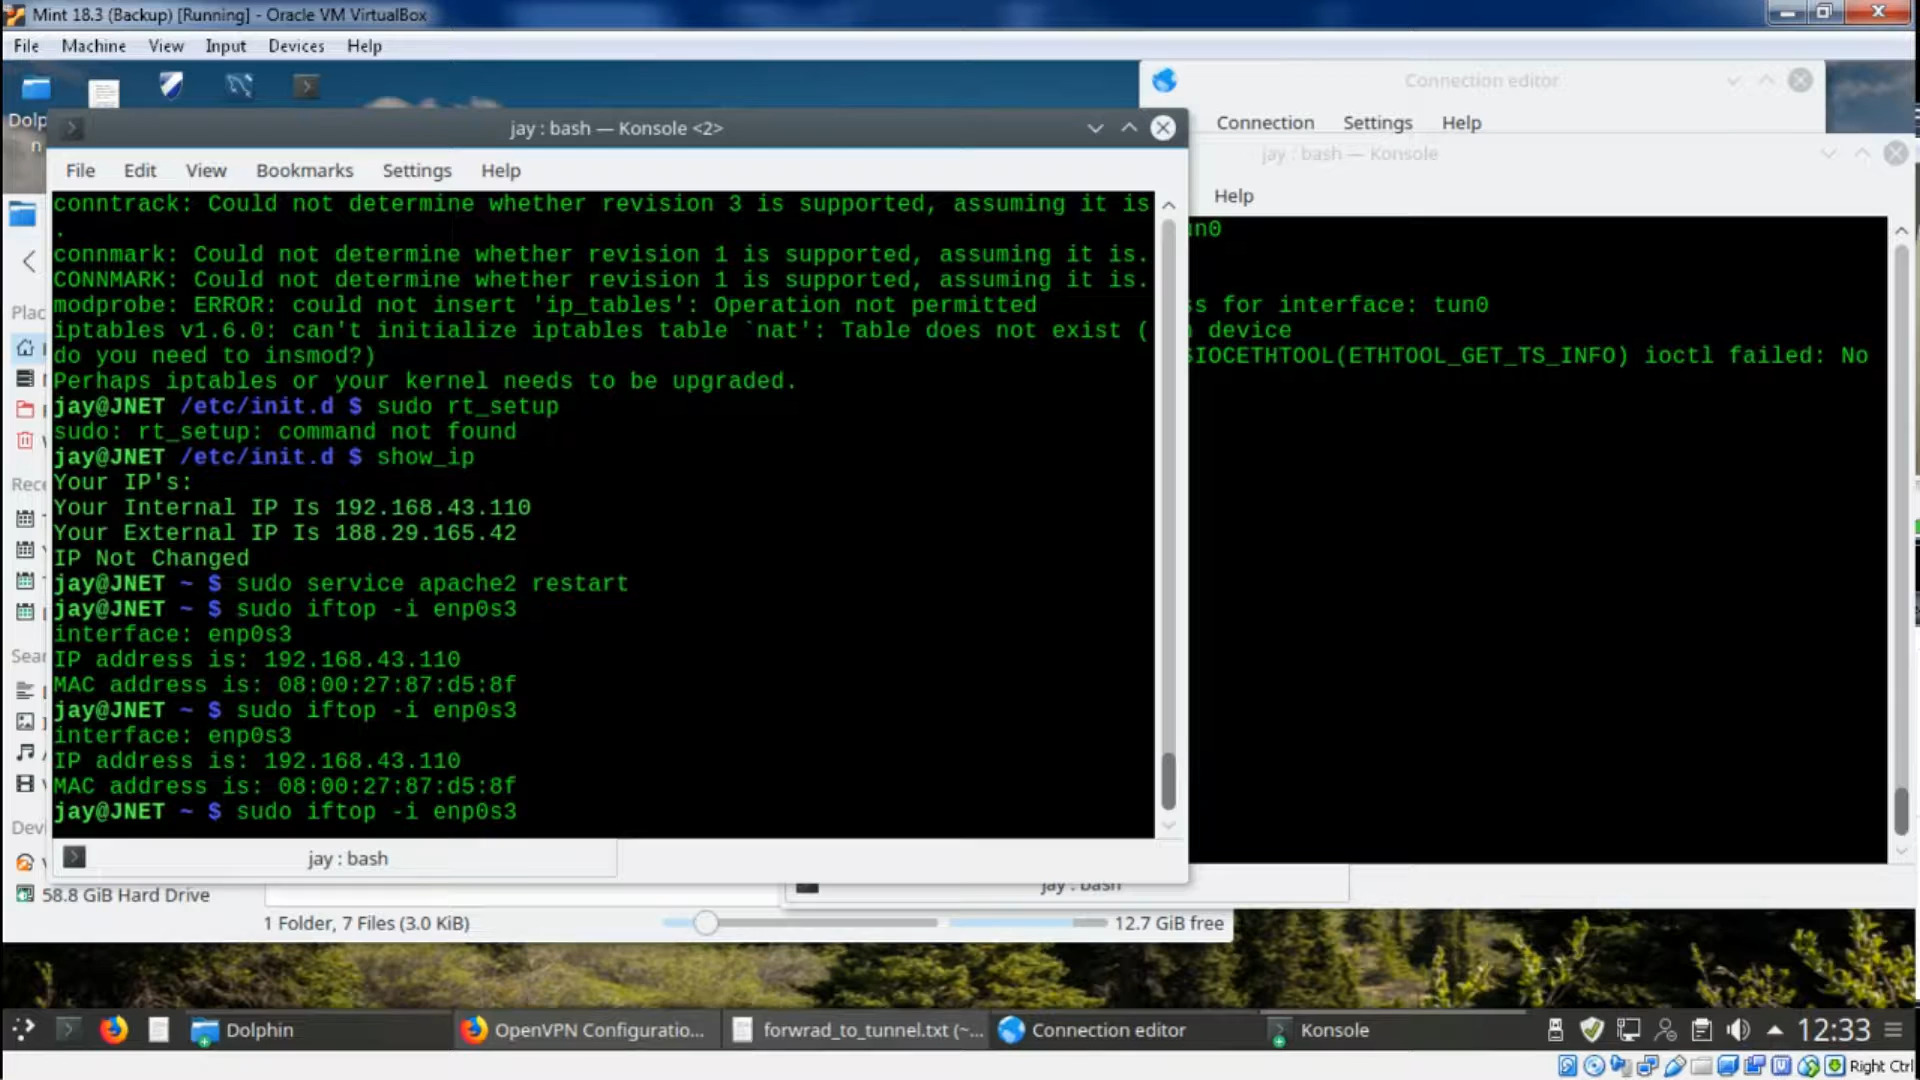 Mint 18.3 (Backup) [Running] - Oracle VM VirtualBox
File Machine View Input Devices Help
Connection editor
Connection Settings Help
jay : bash — Konsole
Help
jay : bash — Konsole <2>
File Edit View Bookmarks Settings Help
conntrack: Could not determine whether revision 3 is supported, assuming it is
.
connmark: Could not determine whether revision 1 is supported, assuming it is.
CONNMARK: Could not determine whether revision 1 is supported, assuming it is.
modprobe: ERROR: could not insert 'ip_tables': Operation not permitted
iptables v1.6.0: can't initialize iptables table `nat': Table does not exist (
do you need to insmod?)
Perhaps iptables or your kernel needs to be upgraded.
jay@JNET /etc/init.d $ sudo rt_setup
sudo: rt_setup: command not found
jay@JNET /etc/init.d $ show_ip
Your IP's:
Your Internal IP Is 192.168.43.110
Your External IP Is 188.29.165.42
IP Not Changed
jay@JNET ~ $ sudo service apache2 restart
jay@JNET ~ $ sudo iftop -i enp0s3
interface: enp0s3
IP address is: 192.168.43.110
MAC address is: 08:00:27:87:d5:8f
jay@JNET ~ $ sudo iftop -i enp0s3
interface: enp0s3
IP address is: 192.168.43.110
MAC address is: 08:00:27:87:d5:8f
jay@JNET ~ $ sudo iftop -i enp0s3
jay : bash
for interface: tun0
device
SIOCETHTOOL(ETHTOOL_GET_TS_INFO) ioctl failed: No
jay : bash
58.8 GiB Hard Drive
1 Folder, 7 Files (3.0 KiB)
12.7 GiB free
Dolphin
OpenVPN Configuratio...
forwrad_to_tunnel.txt (~...
Connection editor
Konsole
12:33
Right Ctrl